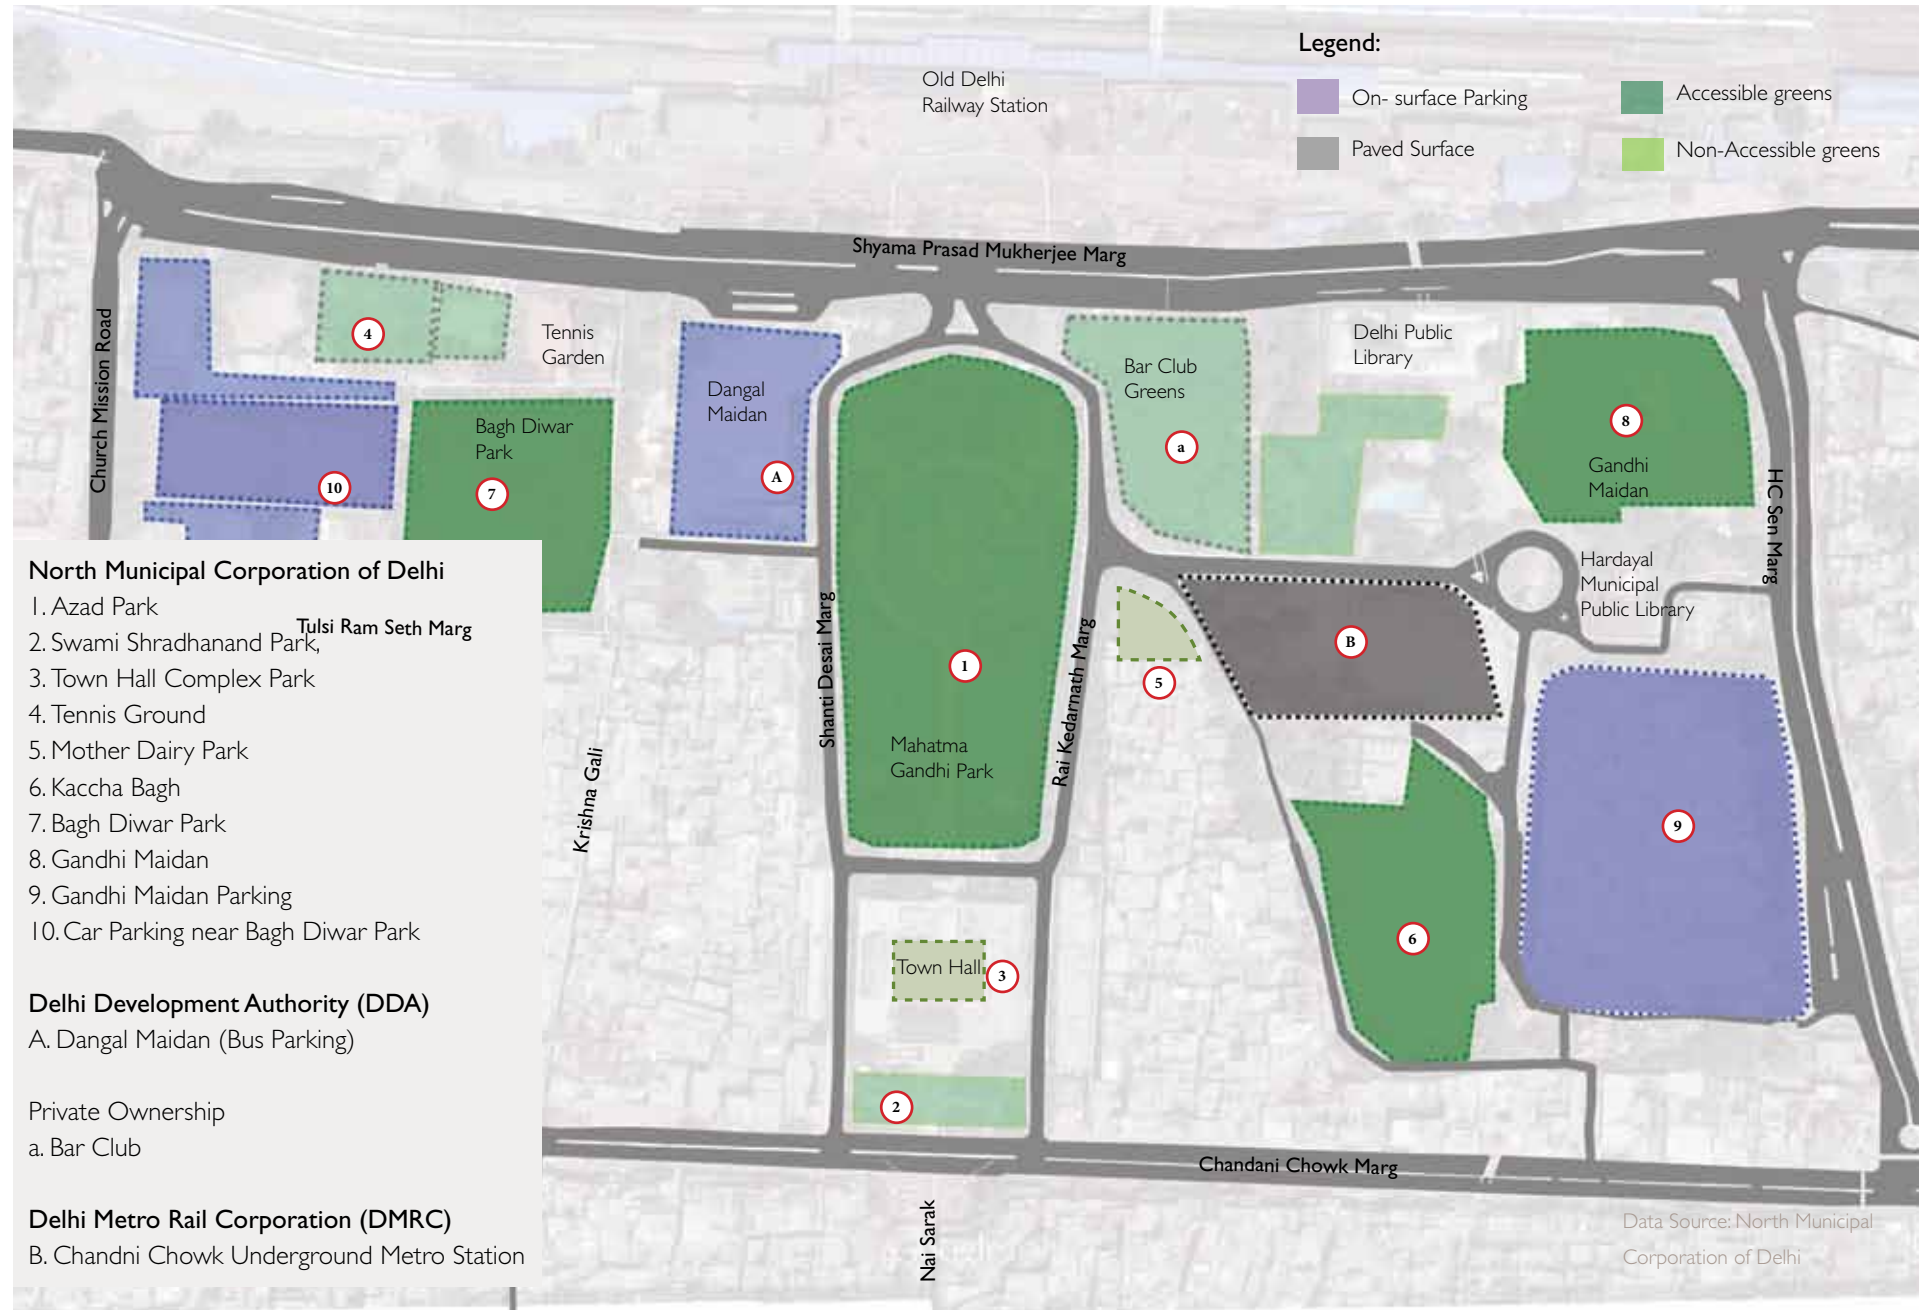 Legend:
On- surface Parking
Accessible greens
Paved Surface
Non-Accessible greens
Old Delhi
Railway Station
Shyama Prasad Mukherjee Marg
Church Mission Road
4
Tennis
Garden
Dangal
Maidan
A
Bar Club
Greens
a
Delhi Public
Library
8
Gandhi
Maidan
HC Sen Marg
10
Bagh Diwar
Park
7
Hardayal
Municipal
Public Library
B
5
1
Mahatma
Gandhi Park
Shanti Desai Marg
Rai Kedarnath Marg
Krishna Gali
Tulsi Ram Seth Marg
9
6
Town Hall
3
2
Chandani Chowk Marg
Nai Sarak
North Municipal Corporation of Delhi
1. Azad Park
2. Swami Shradhanand Park,
3. Town Hall Complex Park
4. Tennis Ground
5. Mother Dairy Park
6. Kaccha Bagh
7. Bagh Diwar Park
8. Gandhi Maidan
9. Gandhi Maidan Parking
10. Car Parking near Bagh Diwar Park
Delhi Development Authority (DDA)
A. Dangal Maidan (Bus Parking)
Private Ownership
a. Bar Club
Delhi Metro Rail Corporation (DMRC)
B. Chandni Chowk Underground Metro Station
Data Source: North Municipal
Corporation of Delhi